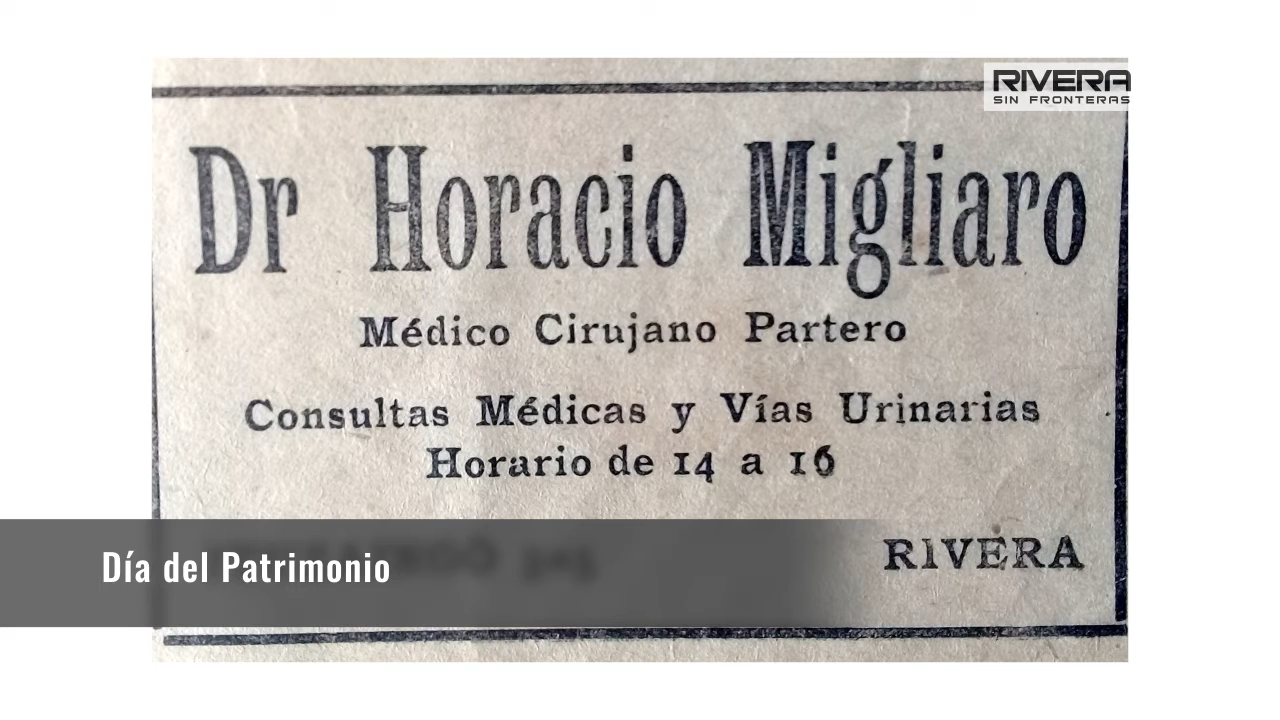 RIVERA
SIN FRONTERAS
Dr Horacio Migliaro
Médico Cirujano Partero
Consultas Médicas y Vías Urinarias
Horario de 14 a 16
RIVERA
Día del Patrimonio